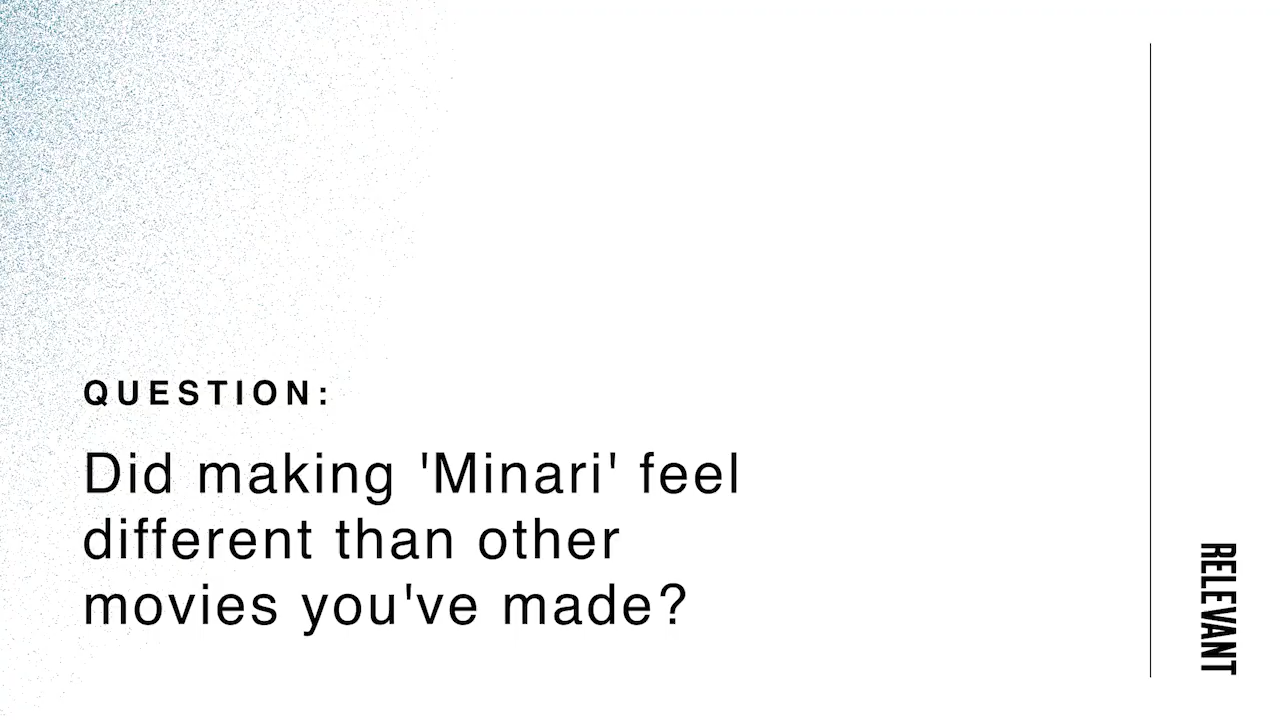 QUESTION:
Did making 'Minari' feel
different than other
movies you've made?
RELEVANT